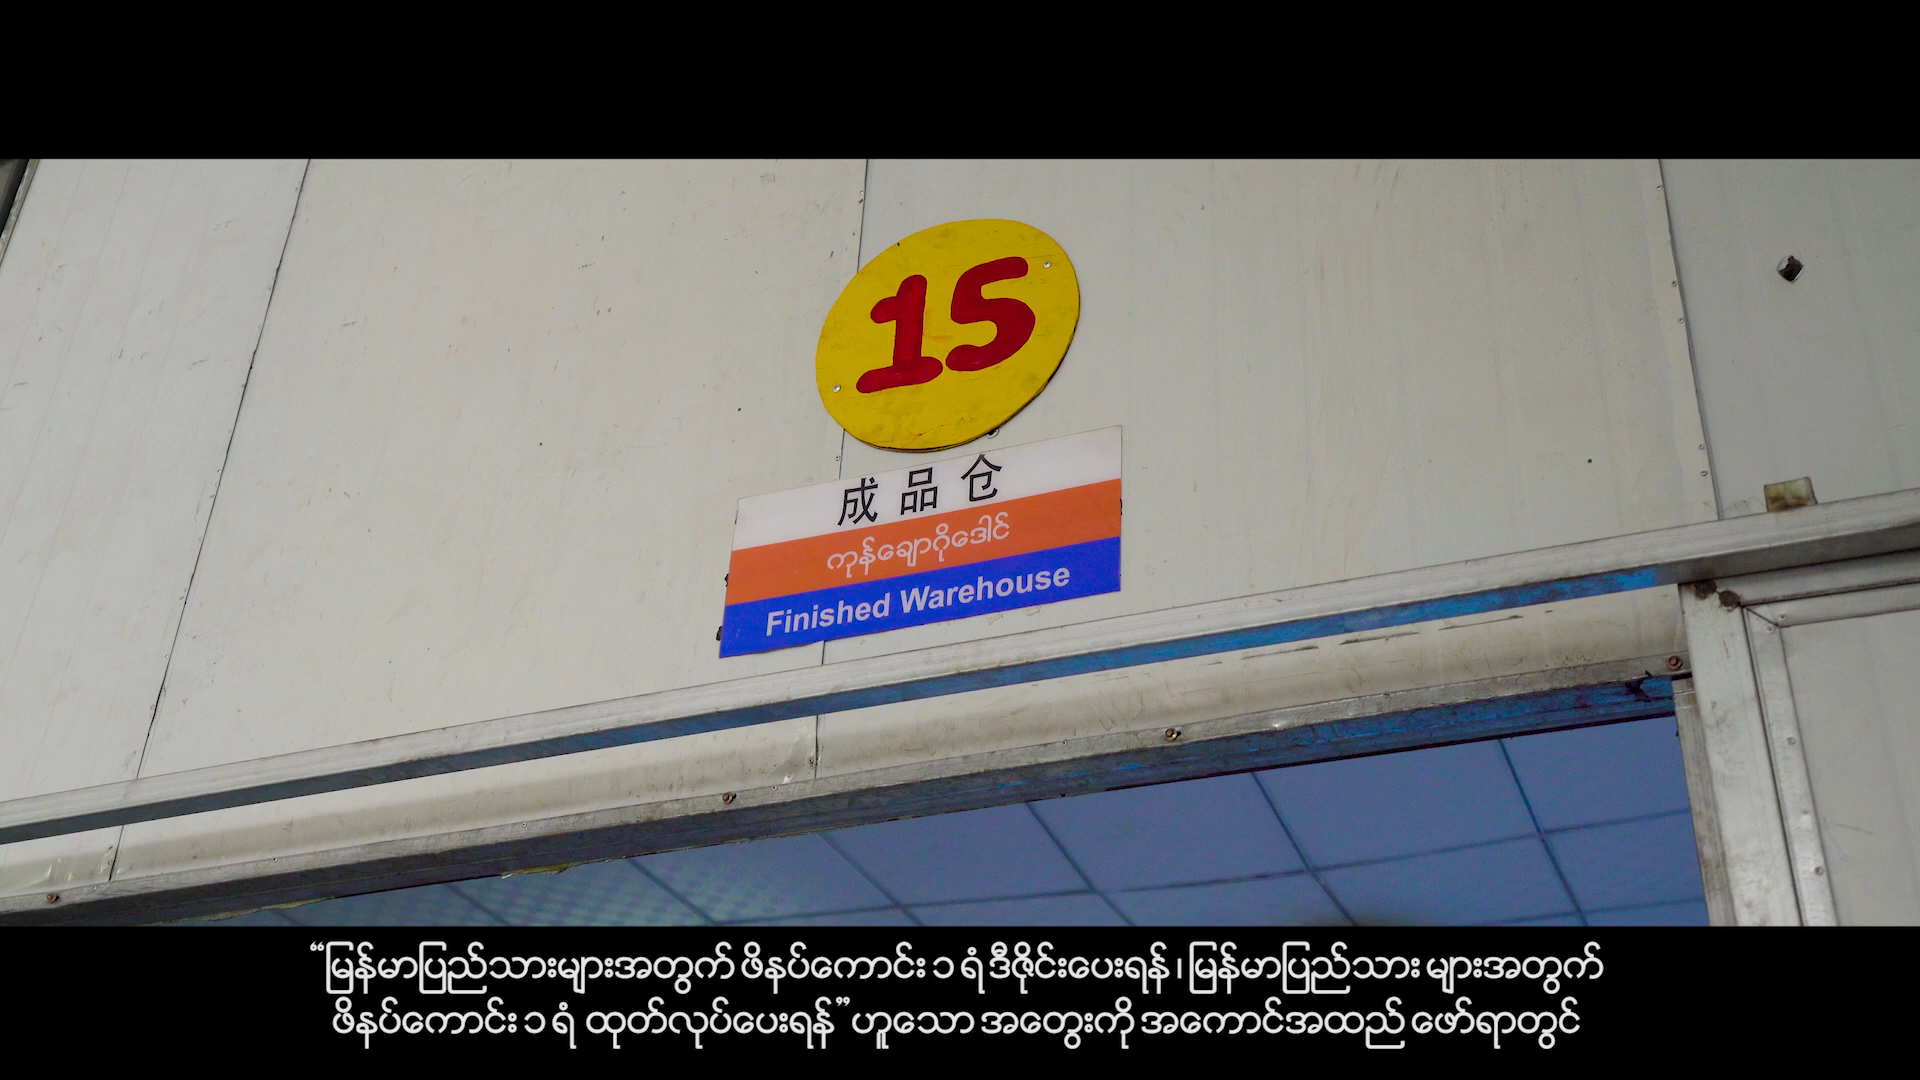 15
成品仓
ကုန်ချောဂိုဒေါင်
Finished Warehouse
“မြန်မာပြည်သားများအတွက် ဖိနပ်ကောင်း ၁ ရံ ဒီဇိုင်းပေးရန် ၊ မြန်မာပြည်သား များအတွက်
ဖိနပ်ကောင်း ၁ ရံ ထုတ်လုပ်ပေးရန်” ဟူသော အတွေးကို အကောင်အထည် ဖော်ရာတွင်